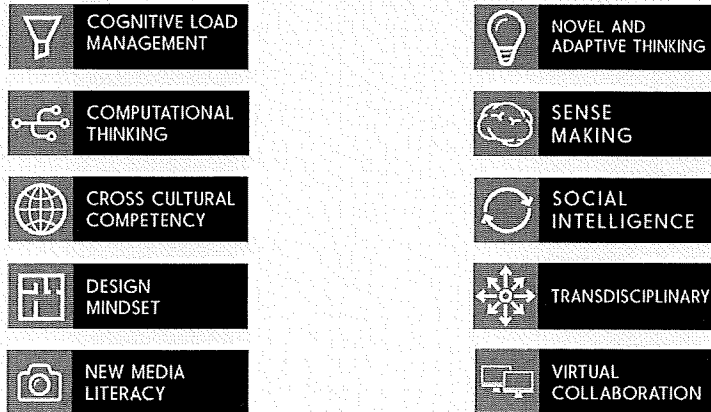 COGNITIVE LOAD
MANAGEMENT
COMPUTATIONAL
THINKING
CROSS CULTURAL
COMPETENCY
DESIGN
MINDSET
NEW MEDIA
LITERACY
NOVEL AND
ADAPTIVE THINKING
SENSE
MAKING
SOCIAL
INTELLIGENCE
TRANSDISCIPLINARY
VIRTUAL
COLLABORATION